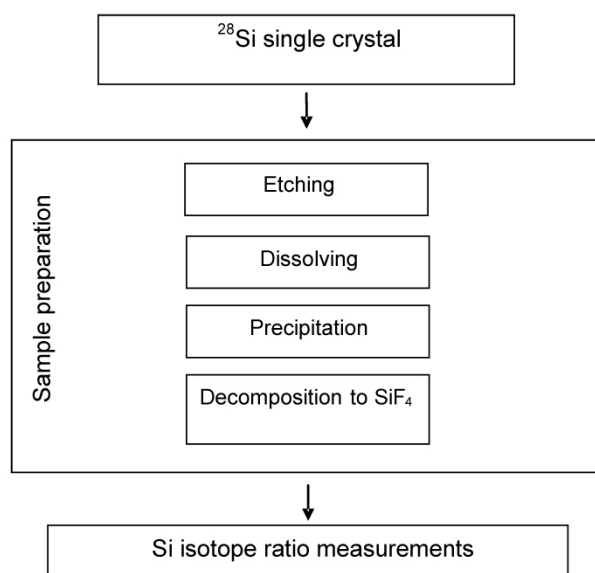 ²⁸Si single crystal
Sample preparation
Etching
Dissolving
Precipitation
Decomposition to SiF₄
Si isotope ratio measurements